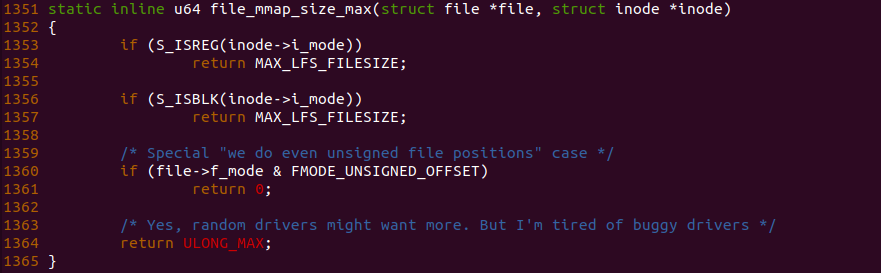 1351 static inline u64 file_mmap_size_max(struct file *file, struct inode *inode)
1352 {
1353         if (S_ISREG(inode->i_mode))
1354                 return MAX_LFS_FILESIZE;
1355
1356         if (S_ISBLK(inode->i_mode))
1357                 return MAX_LFS_FILESIZE;
1358
1359         /* Special "we do even unsigned file positions" case */
1360         if (file->f_mode & FMODE_UNSIGNED_OFFSET)
1361                 return 0;
1362
1363         /* Yes, random drivers might want more. But I'm tired of buggy drivers */
1364         return ULONG_MAX;
1365 }